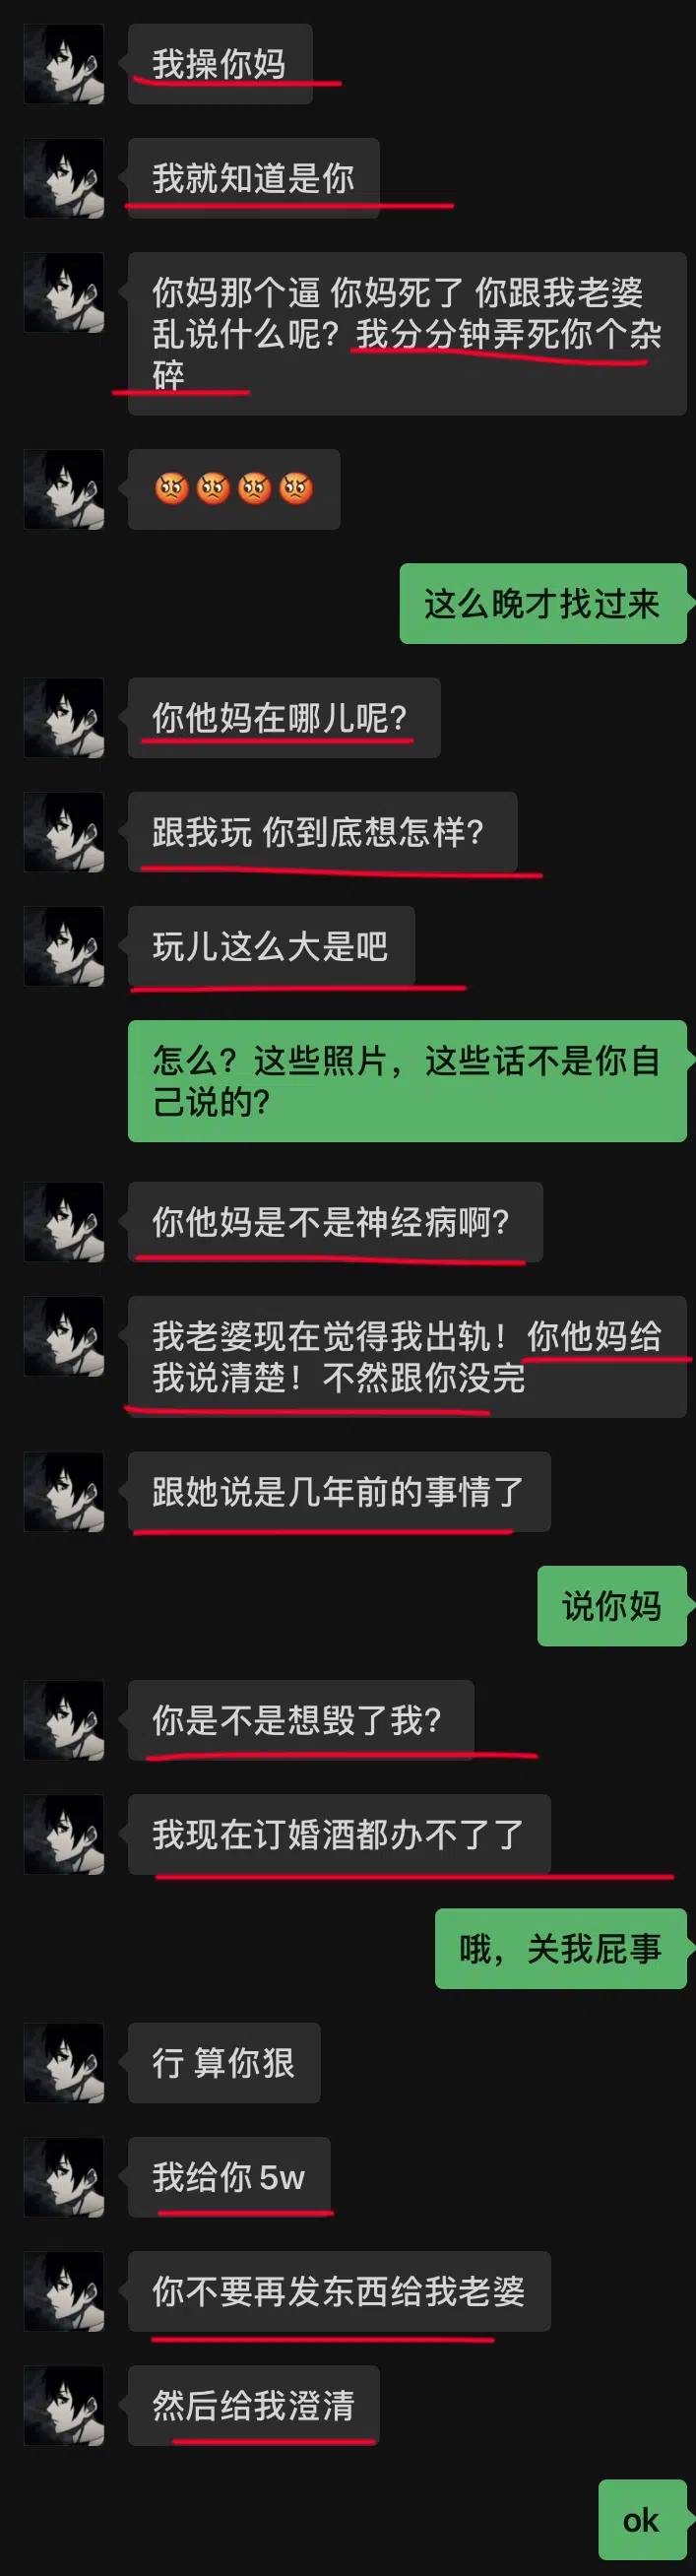 我操你妈
我就知道是你
你妈那个逼 你妈死了 你跟我老婆
乱说什么呢？我分分钟弄死你个杂
碎
😡😡😡😡
这么晚才找过来
你他妈在哪儿呢？
跟我玩 你到底想怎样？
玩儿这么大是吧
怎么？这些照片，这些话不是你自
己说的？
你他妈是不是神经病啊？
我老婆现在觉得我出轨！你他妈给
我说清楚！不然跟你没完
跟她说是几年前的事情了
说你妈
你是不是想毁了我？
我现在订婚酒都办不了了
哦，关我屁事
行 算你狠
我给你 5w
你不要再发东西给我老婆
然后给我澄清
ok